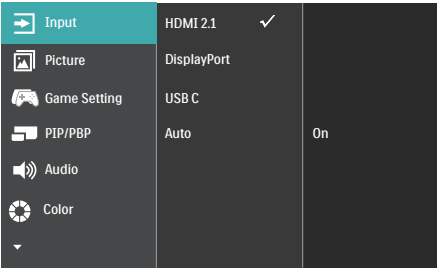 Input
HDMI 2.1
Picture
DisplayPort
Game Setting
USB C
PIP/PBP
Auto
On
Audio
Color